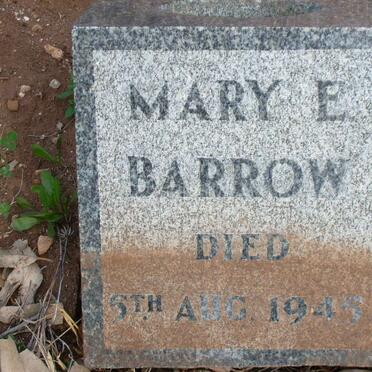 MARY E
BARROW
DIED
5TH AUG. 1945